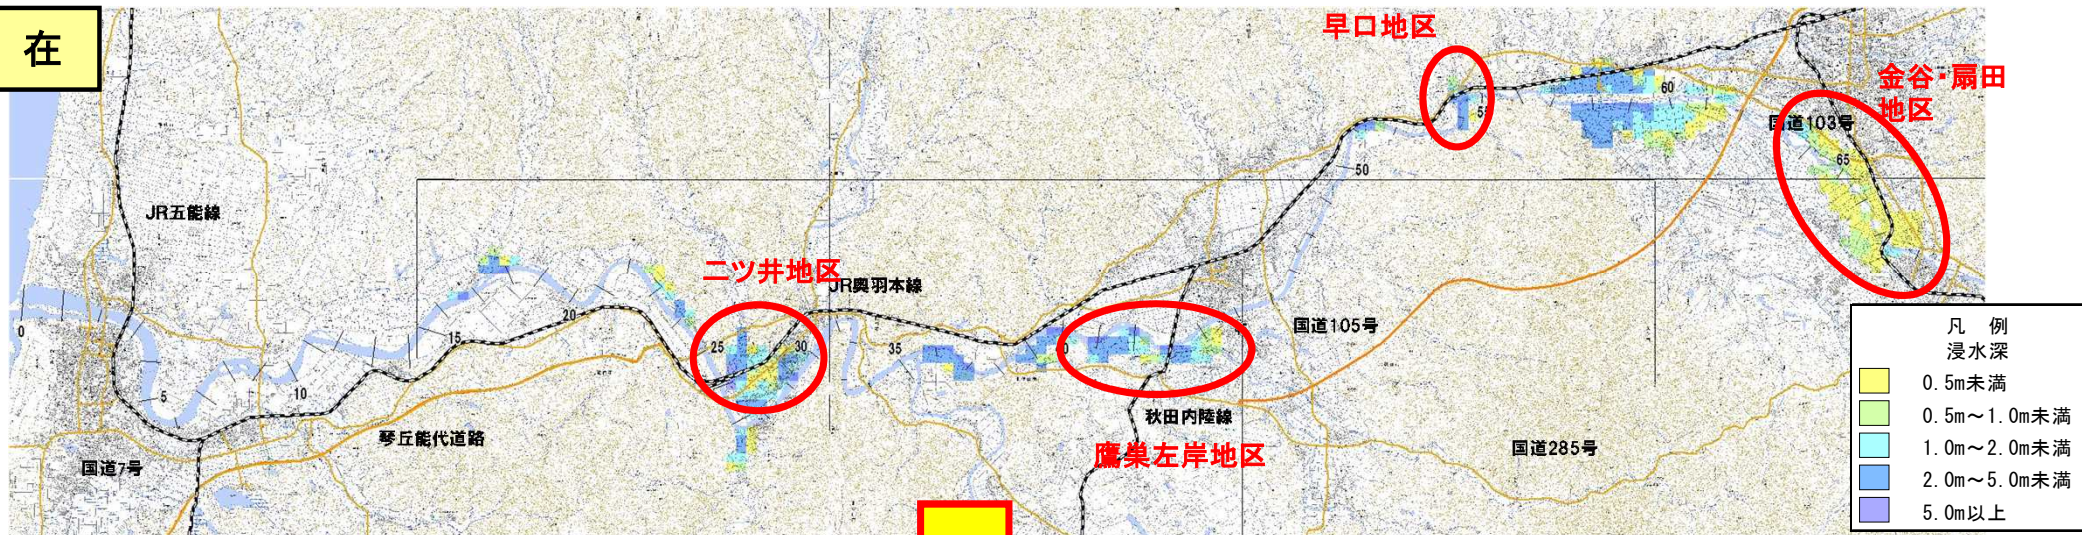 在
早口地区
金谷・扇田
地区
国道103号
60
55
65
50
JR五能線
二ツ井地区
JR奥羽本線
0
15
20
25
30
35
40
国道105号
5
10
琴丘能代道路
秋田内陸線
国道7号
鷹巣左岸地区
国道285号
凡 例
浸水深
0.5m未満
0.5m～1.0m未満
1.0m～2.0m未満
2.0m～5.0m未満
5.0m以上